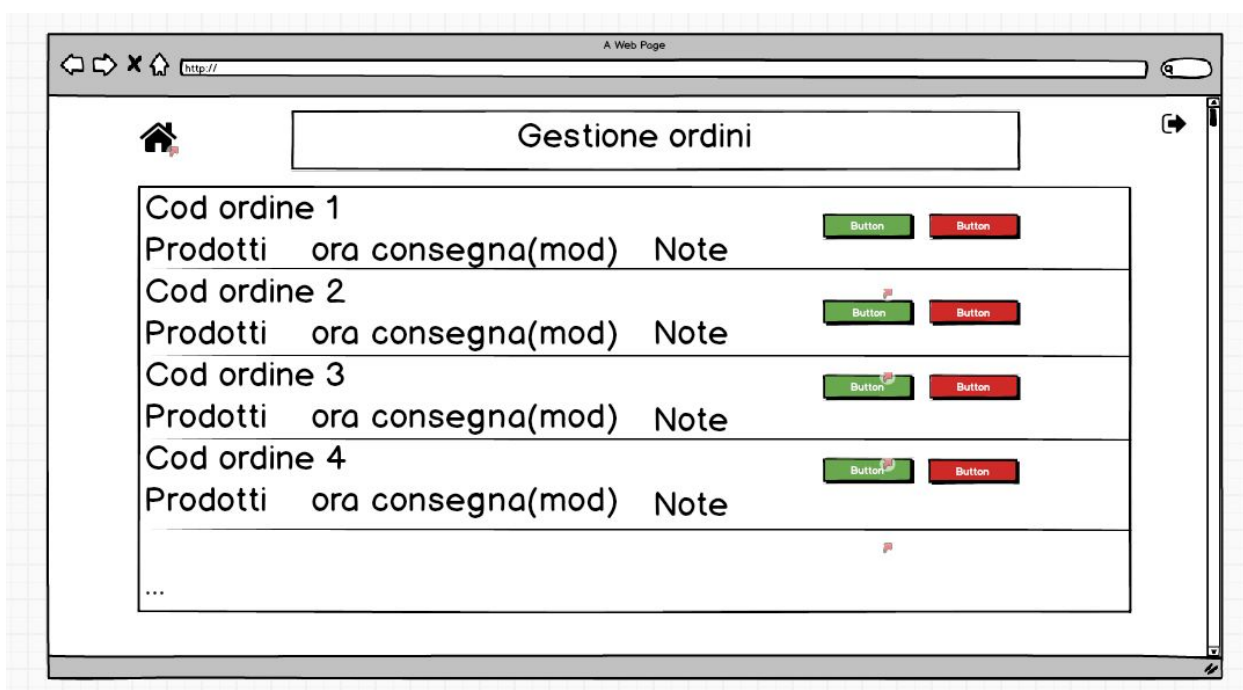 A Web Page
http://
Gestione ordini
Cod ordine 1
Button Button
Prodotti ora consegna(mod) Note
Cod ordine 2
Button Button
Prodotti ora consegna(mod) Note
Cod ordine 3
Button Button
Prodotti ora consegna(mod) Note
Cod ordine 4
Button Button
Prodotti ora consegna(mod) Note
...